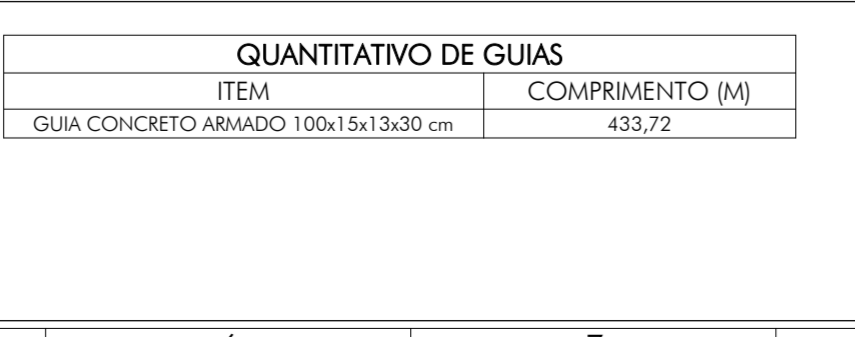 QUANTITATIVO DE GUIAS
ITEM COMPRIMENTO (M)
GUIA CONCRETO ARMADO 100x15x13x30 cm 433,72